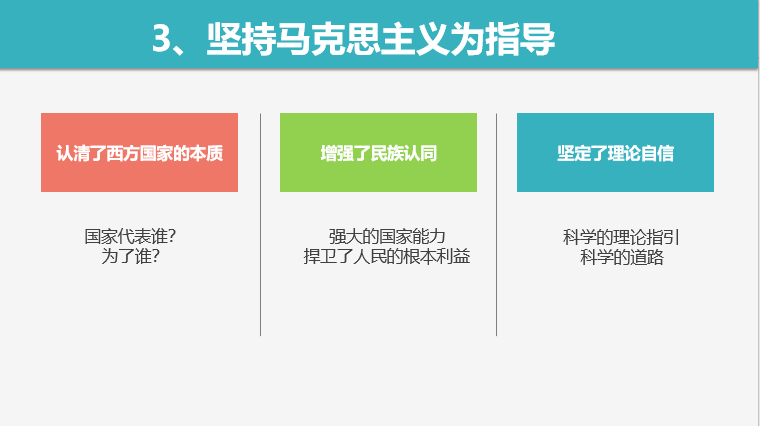 3、坚持马克思主义为指导
认清了西方国家的本质
国家代表谁?
为了谁?
增强了民族认同
强大的国家能力
捍卫了人民的根本利益
坚定了理论自信
科学的理论指引
科学的道路